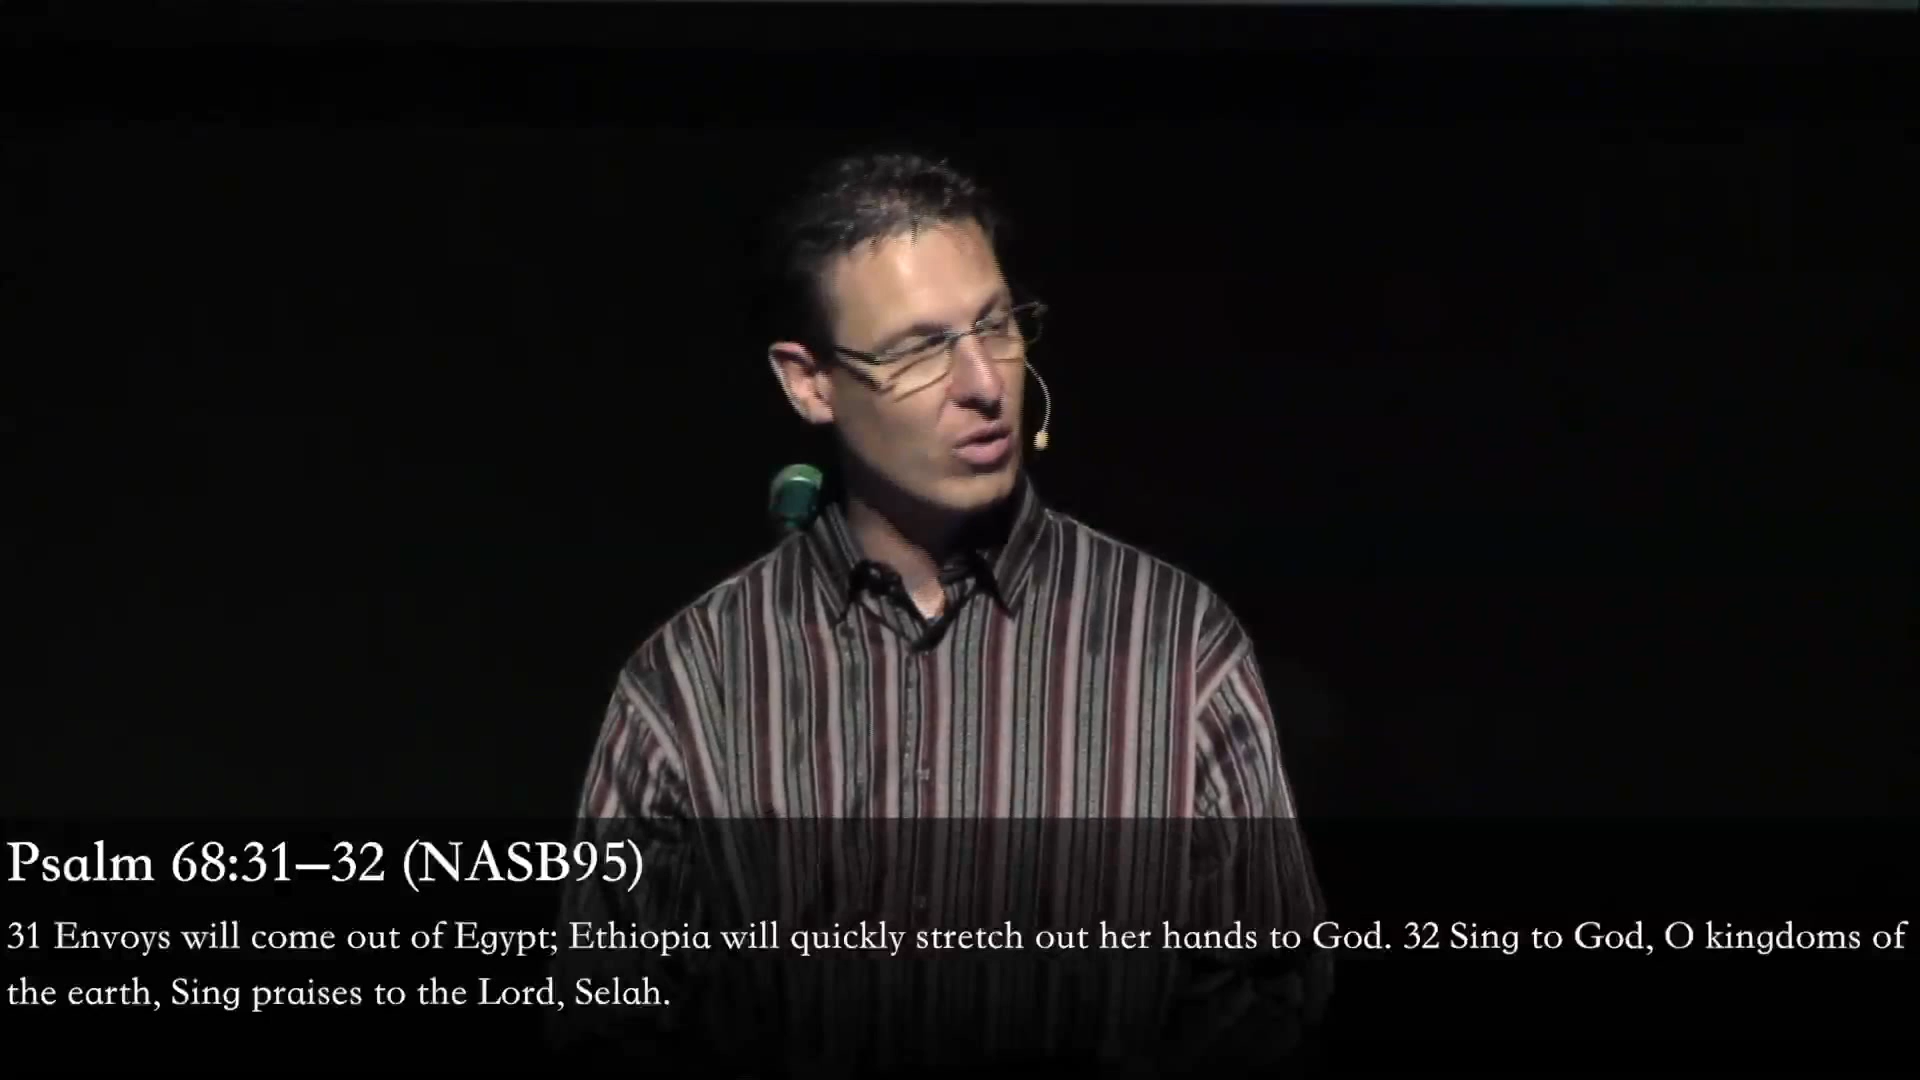 Psalm 68:31–32 (NASB95)
31 Envoys will come out of Egypt; Ethiopia will quickly stretch out her hands to God. 32 Sing to God, O kingdoms of
the earth, Sing praises to the Lord, Selah.